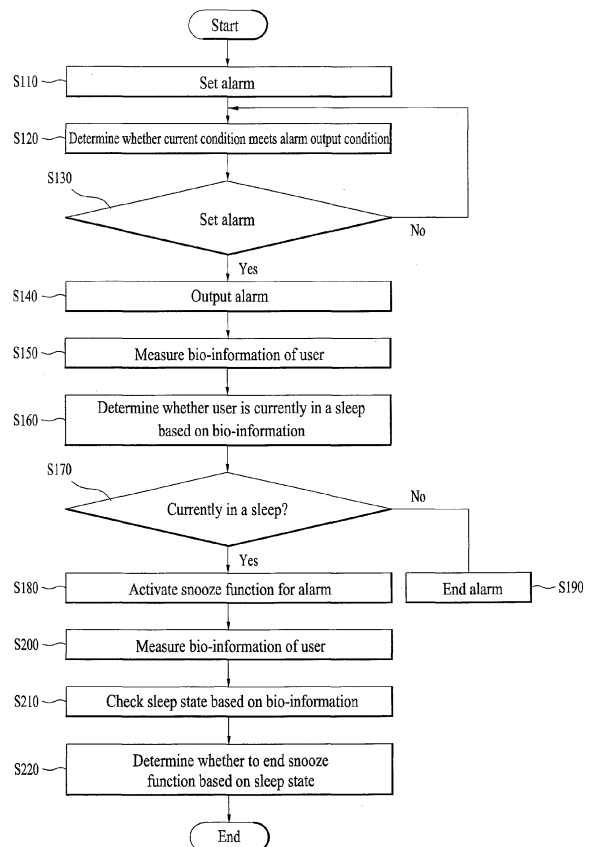 Start
S110
Set alarm
S120
Determine whether current condition meets alarm output condition
S130
Set alarm
No
Yes
S140
Output alarm
S150
Measure bio-information of user
S160
Determine whether user is currently in a sleep
based on bio-information
S170
Currently in a sleep?
No
Yes
S180
Activate snooze function for alarm
End alarm
S190
S200
Measure bio-information of user
S210
Check sleep state based on bio-information
S220
Determine whether to end snooze
function based on sleep state
End